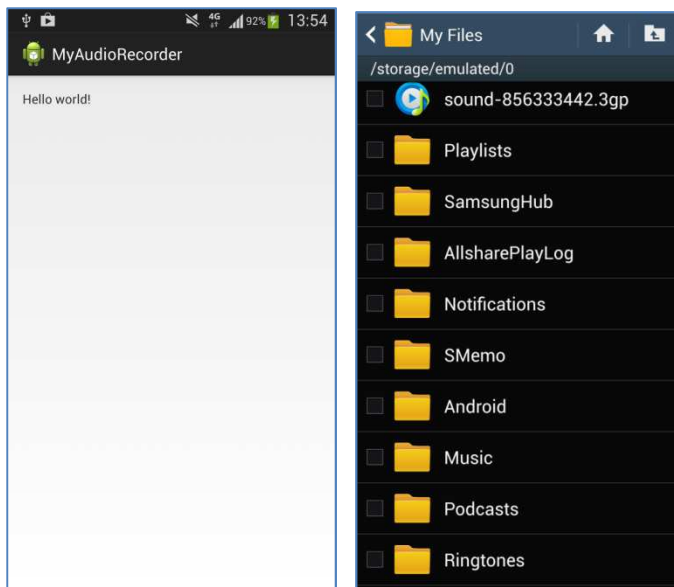 4G 92% 13:54
MyAudioRecorder
Hello world!
My Files
/storage/emulated/0
sound-856333442.3gp
Playlists
SamsungHub
AllsharePlayLog
Notifications
SMemo
Android
Music
Podcasts
Ringtones